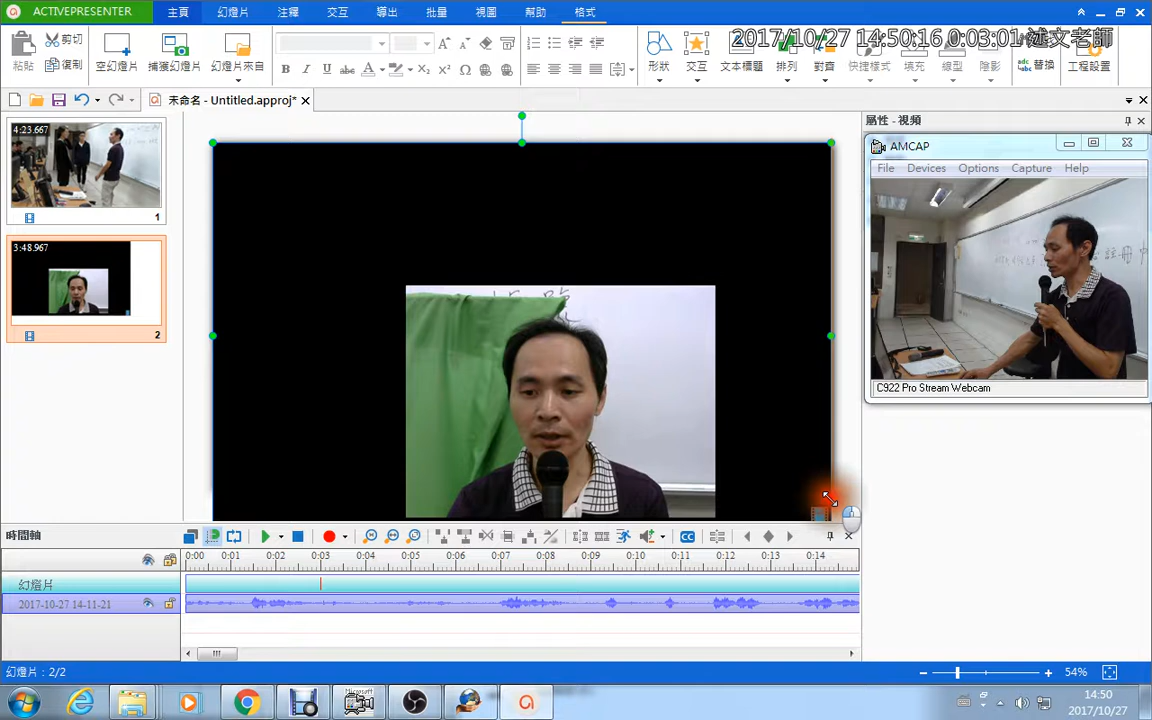 ACTIVEPRESENTER 主頁 幻燈片 注釋 交互 導出 批量 視圖 幫助 格式
2017/10/27 14:50:16 0:03:01 述文老師
粘貼 剪切 複製 空幻燈片 捕獲幻燈片 幻燈片來自 B I U abc A X₂ X² Ω 形狀 交互 文本標題 排列 對齊 快捷樣式 填充 線型 陰影 替換 工程設置
未命名 - Untitled.approj*
屬性 - 視頻
4:23.667
1
3:48.967
2
AMCAP
File Devices Options Capture Help
C922 Pro Stream Webcam
時間軸
CC
0:00 0:01 0:02 0:03 0:04 0:05 0:06 0:07 0:08 0:09 0:10 0:11 0:12 0:13 0:14
幻燈片
2017-10-27 14-11-21
幻燈片：2/2
54%
14:50
2017/10/27